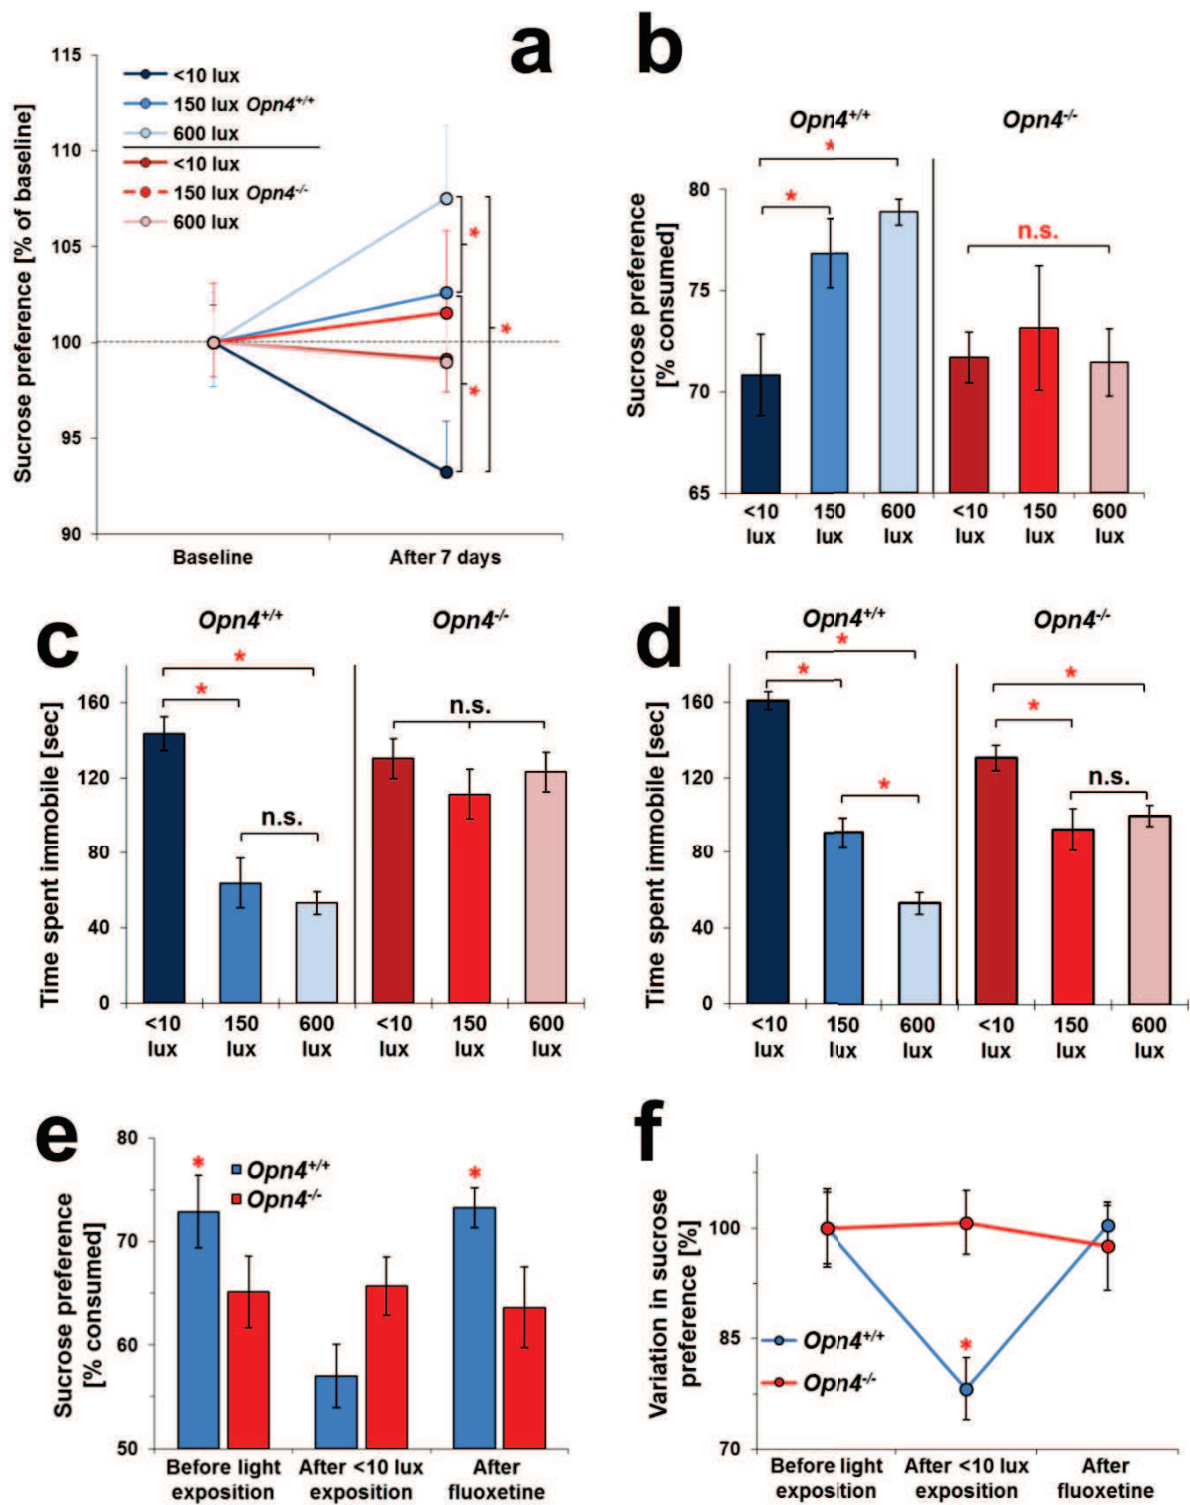 a
Sucrose preference [% of baseline]
115
110
105
100
95
90
<10 lux
150 lux Opn4+/+
600 lux
<10 lux
150 lux Opn4-/-
600 lux
*
*
*
Baseline
After 7 days
b
Opn4+/+
Opn4-/-
Sucrose preference
[% consumed]
80
70
65
*
*
n.s.
<10
lux
150
lux
600
lux
<10
lux
150
lux
600
lux
c
Opn4+/+
Opn4-/-
Time spent immobile [sec]
160
120
80
40
0
*
*
n.s.
n.s.
<10
lux
150
lux
600
lux
<10
lux
150
lux
600
lux
d
Opn4+/+
Opn4-/-
Time spent immobile [sec]
160
120
80
40
0
*
*
*
*
*
n.s.
<10
lux
150
lux
600
lux
<10
lux
150
lux
600
lux
e
Sucrose preference
[% consumed]
80
70
60
50
*
*
Opn4+/+
Opn4-/-
Before light
exposition
After <10 lux
exposition
After
fluoxetine
f
Variation in sucrose
preference [%]
100
85
70
*
Opn4+/+
Opn4-/-
Before light
exposition
After <10 lux
exposition
After
fluoxetine